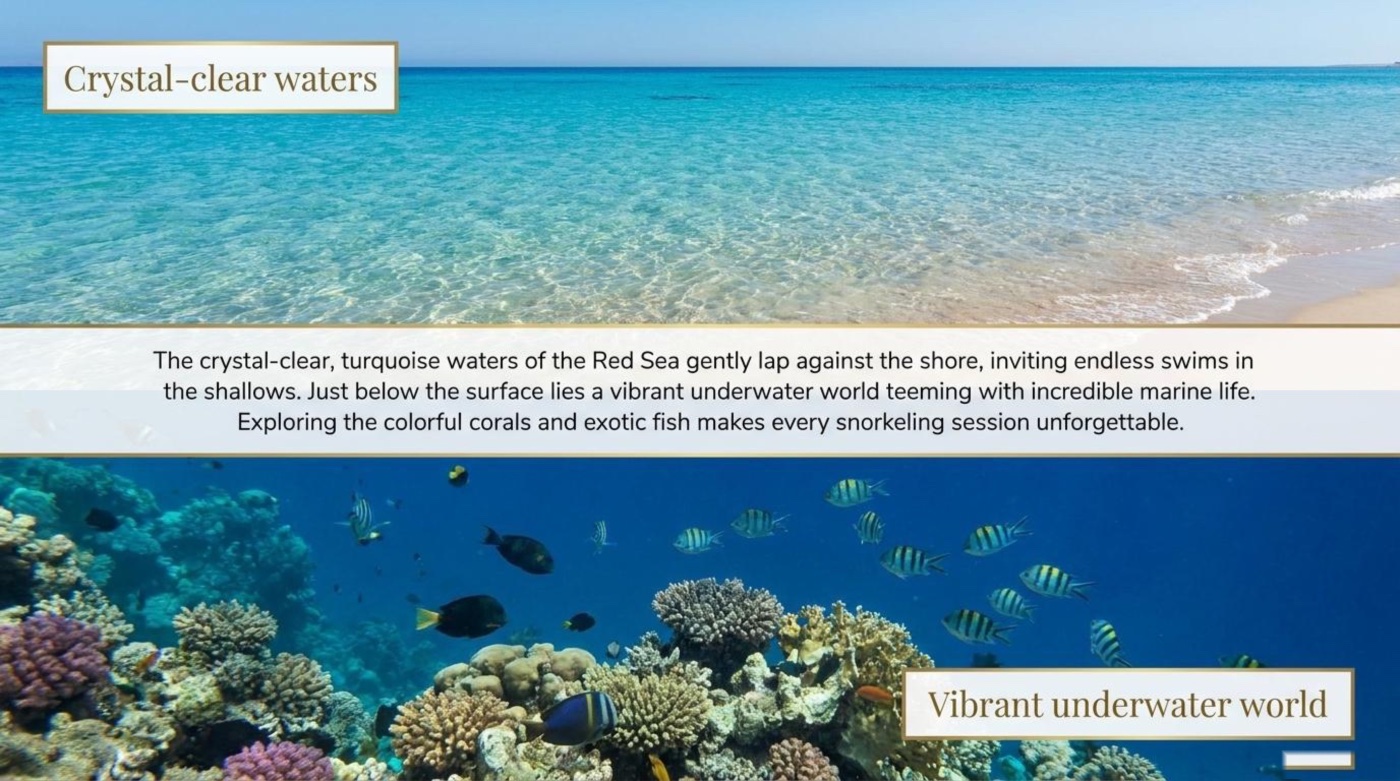 Crystal-clear waters
The crystal-clear, turquoise waters of the Red Sea gently lap against the shore, inviting endless swims in
the shallows. Just below the surface lies a vibrant underwater world teeming with incredible marine life.
Exploring the colorful corals and exotic fish makes every snorkeling session unforgettable.
Vibrant underwater world